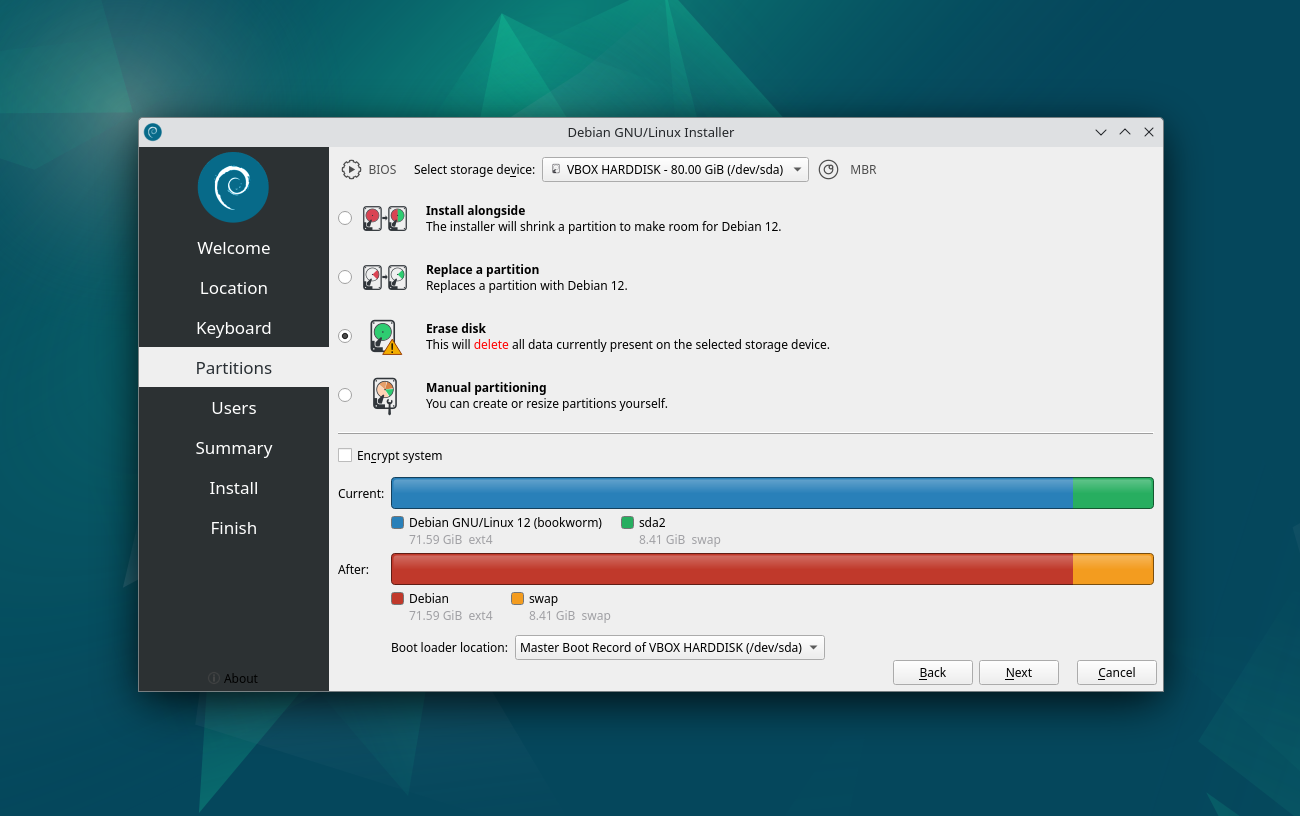 Debian GNU/Linux Installer
Welcome
Location
Keyboard
Partitions
Users
Summary
Install
Finish
About
BIOS Select storage device: VBOX HARDDISK - 80.00 GiB (/dev/sda) MBR
Install alongside
The installer will shrink a partition to make room for Debian 12.
Replace a partition
Replaces a partition with Debian 12.
Erase disk
This will delete all data currently present on the selected storage device.
Manual partitioning
You can create or resize partitions yourself.
Encrypt system
Current:
Debian GNU/Linux 12 (bookworm) sda2
71.59 GiB ext4 8.41 GiB swap
After:
Debian swap
71.59 GiB ext4 8.41 GiB swap
Boot loader location: Master Boot Record of VBOX HARDDISK (/dev/sda)
Back Next Cancel